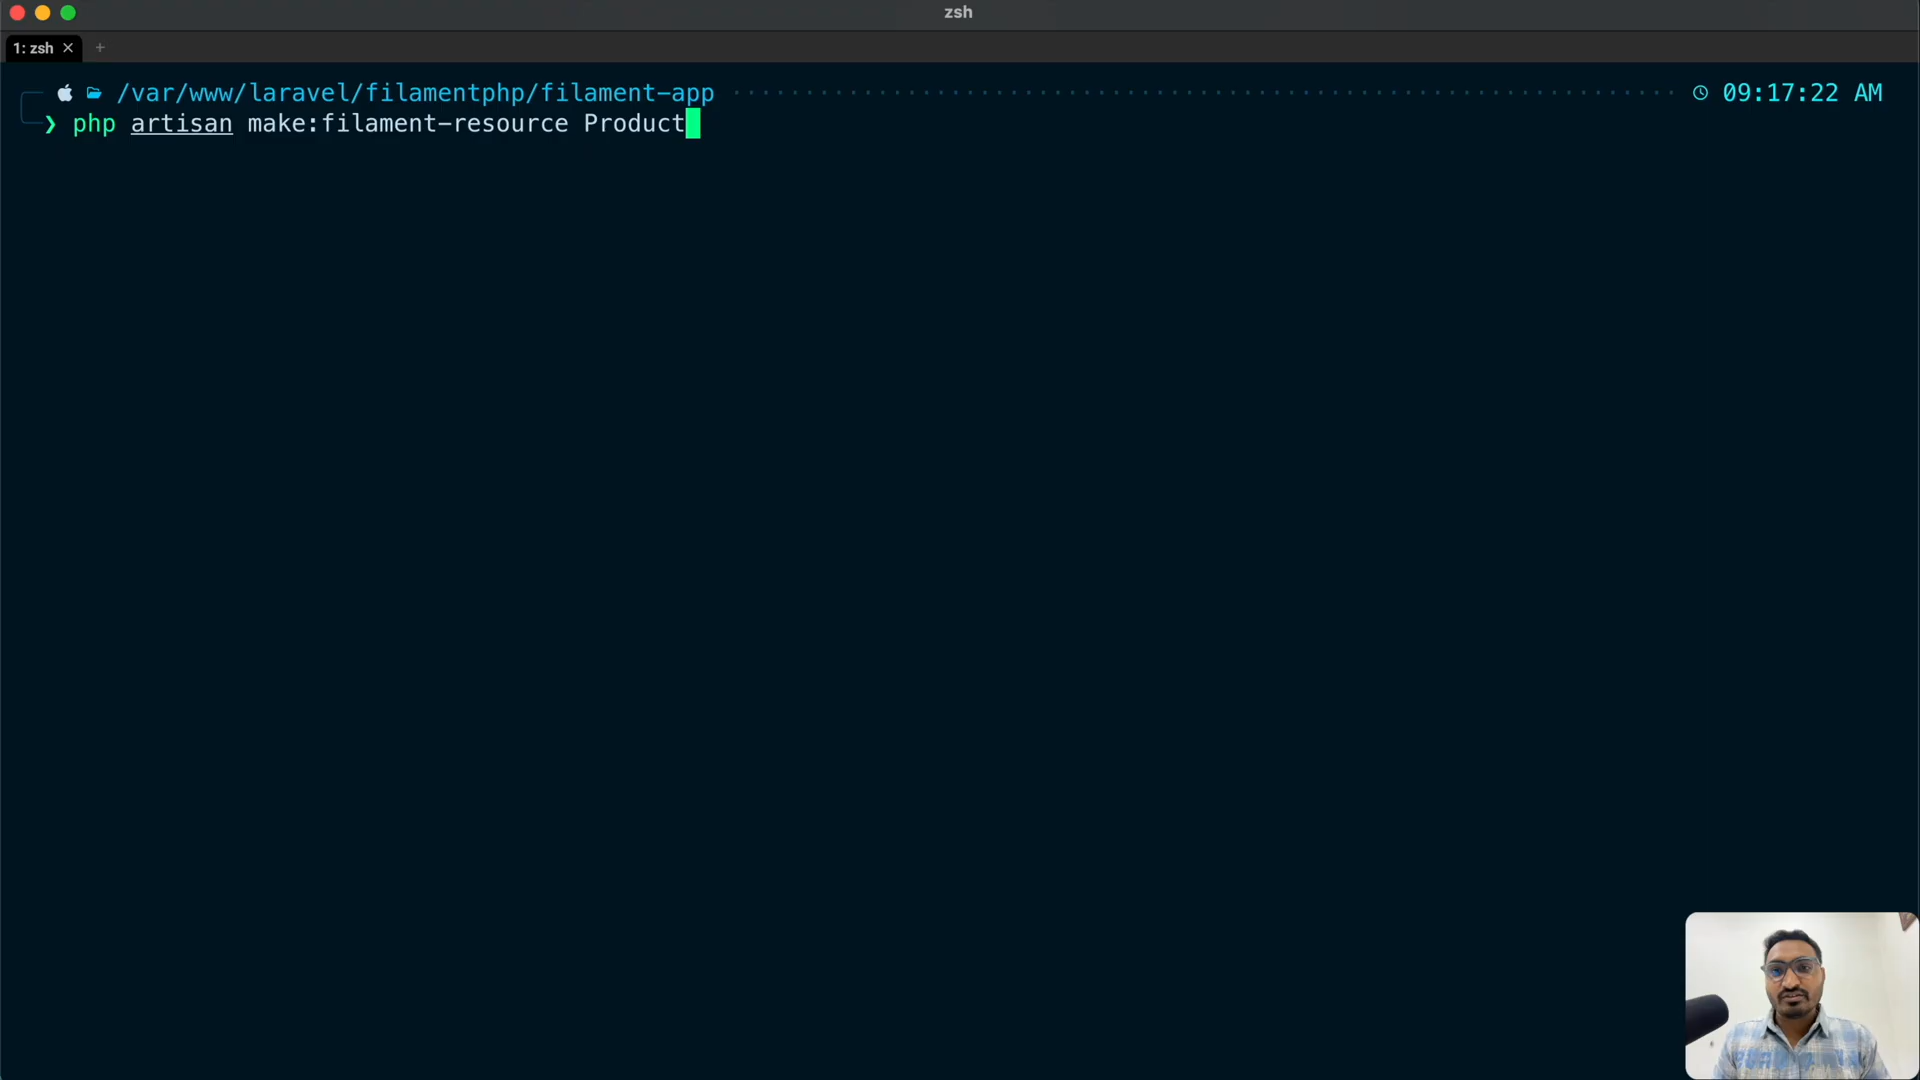 zsh
1: zsh × +
/var/www/laravel/filamentphp/filament-app 09:17:22 AM
❯ php artisan make:filament-resource Product